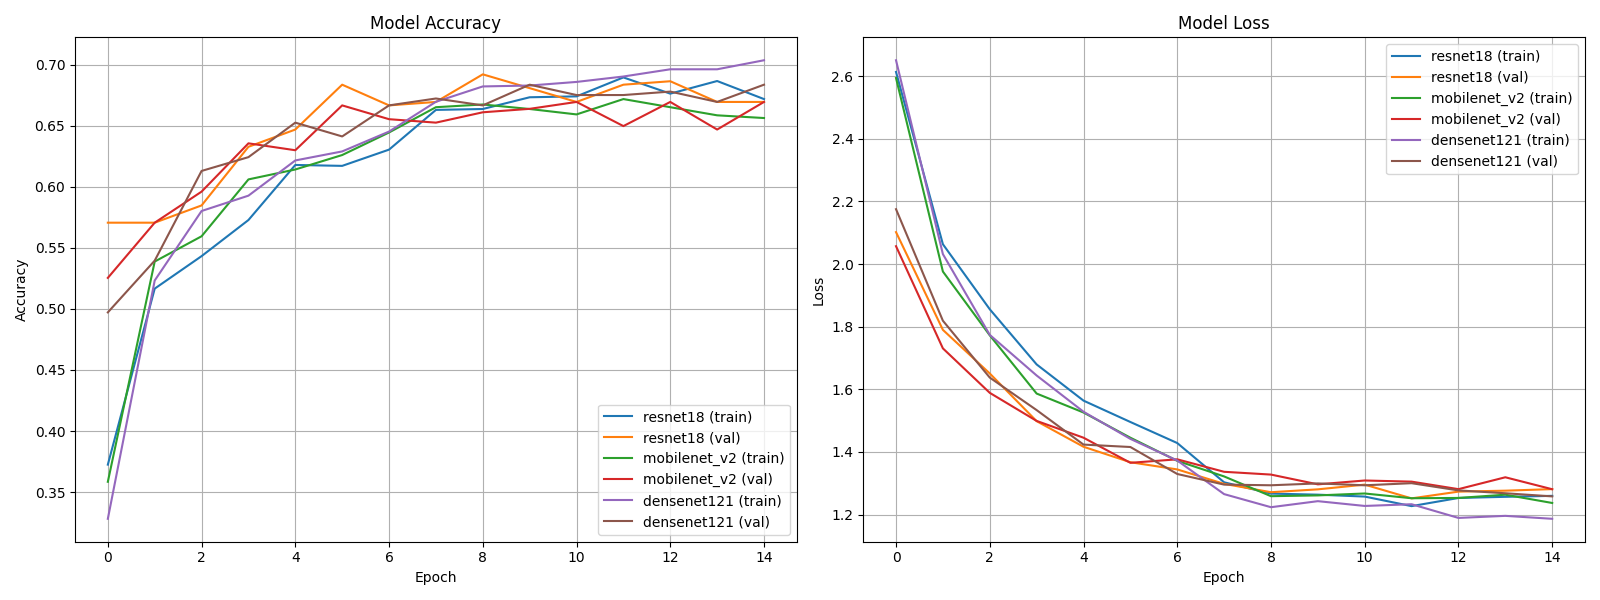 Model Accuracy
Accuracy
0.70
0.65
0.60
0.55
0.50
0.45
0.40
0.35
resnet18 (train)
resnet18 (val)
mobilenet_v2 (train)
mobilenet_v2 (val)
densenet121 (train)
densenet121 (val)
0 2 4 6 8 10 12 14
Epoch
Model Loss
Loss
2.6
2.4
2.2
2.0
1.8
1.6
1.4
1.2
resnet18 (train)
resnet18 (val)
mobilenet_v2 (train)
mobilenet_v2 (val)
densenet121 (train)
densenet121 (val)
0 2 4 6 8 10 12 14
Epoch